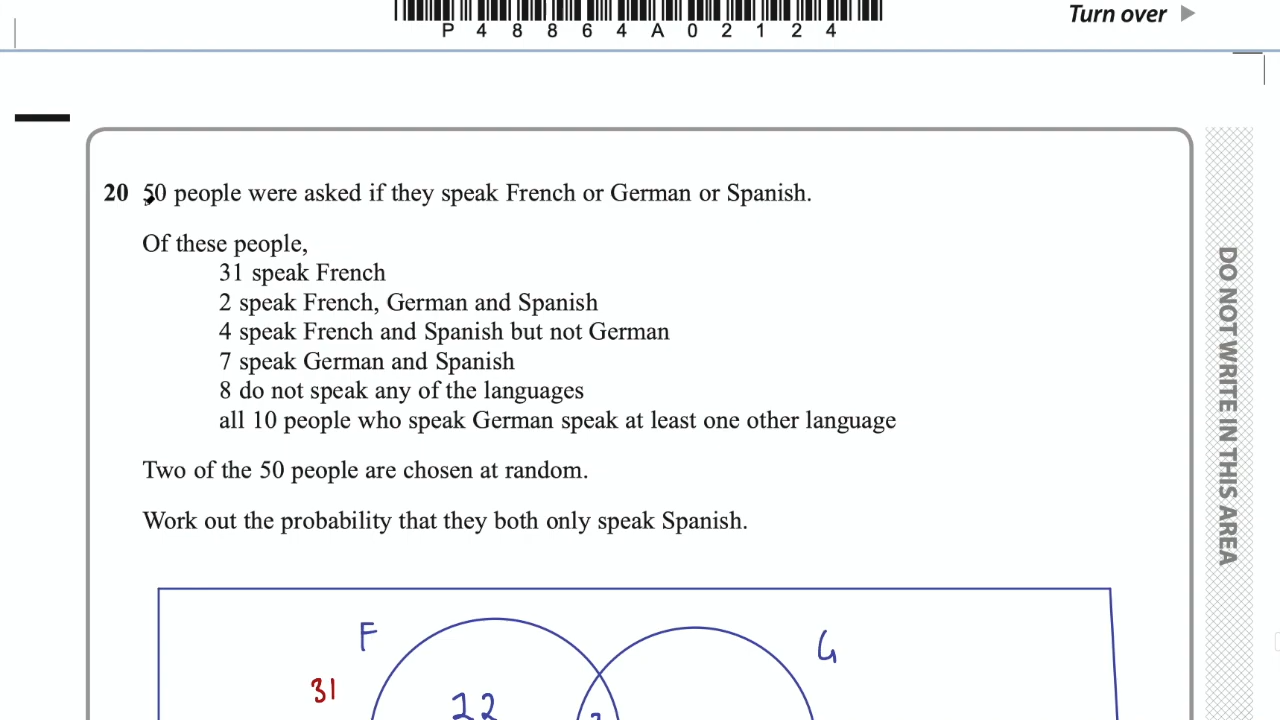 Turn over
P 4 8 8 6 4 A 0 2 1 2 4
20 50 people were asked if they speak French or German or Spanish.
Of these people,
31 speak French
2 speak French, German and Spanish
4 speak French and Spanish but not German
7 speak German and Spanish
8 do not speak any of the languages
all 10 people who speak German speak at least one other language
Two of the 50 people are chosen at random.
Work out the probability that they both only speak Spanish.
F
G
31
22
DO NOT WRITE IN THIS AREA